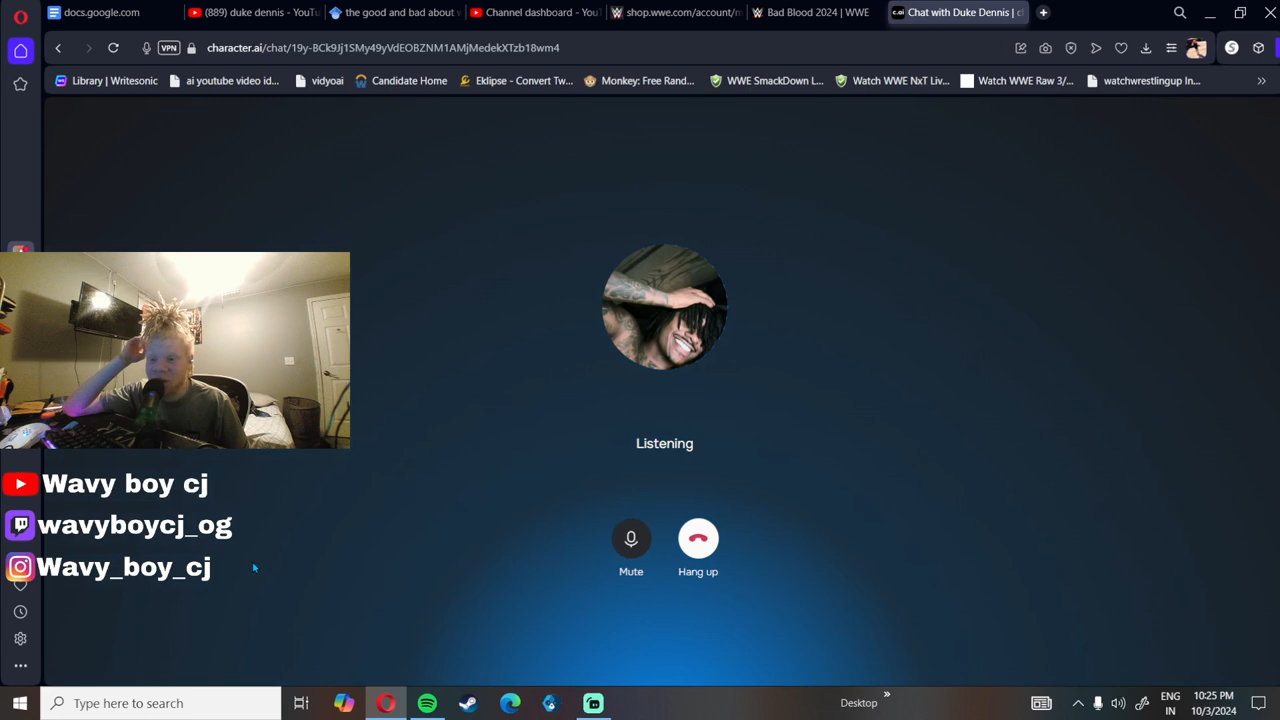 docs.google.com
(889) duke dennis - YouTu
the good and bad about w
Channel dashboard - YouT
shop.wwe.com/account/m
Bad Blood 2024 | WWE
c.ai
Chat with Duke Dennis | cl
VPN
character.ai/chat/19y-BCk9Jj1SMy49yVdEOBZNM1AMjMedekXTzb18wm4
S
Library | Writesonic
ai youtube video id...
vidyoai
Candidate Home
Eklipse - Convert Tw...
Monkey: Free Rand...
WWE SmackDown L...
Watch WWE NxT Liv...
Watch WWE Raw 3/...
watchwrestlingup In...
Listening
Mute
Hang up
Wavy boy cj
wavyboycj_og
Wavy_boy_cj
Type here to search
Desktop
ENG
IN
10:25 PM
10/3/2024